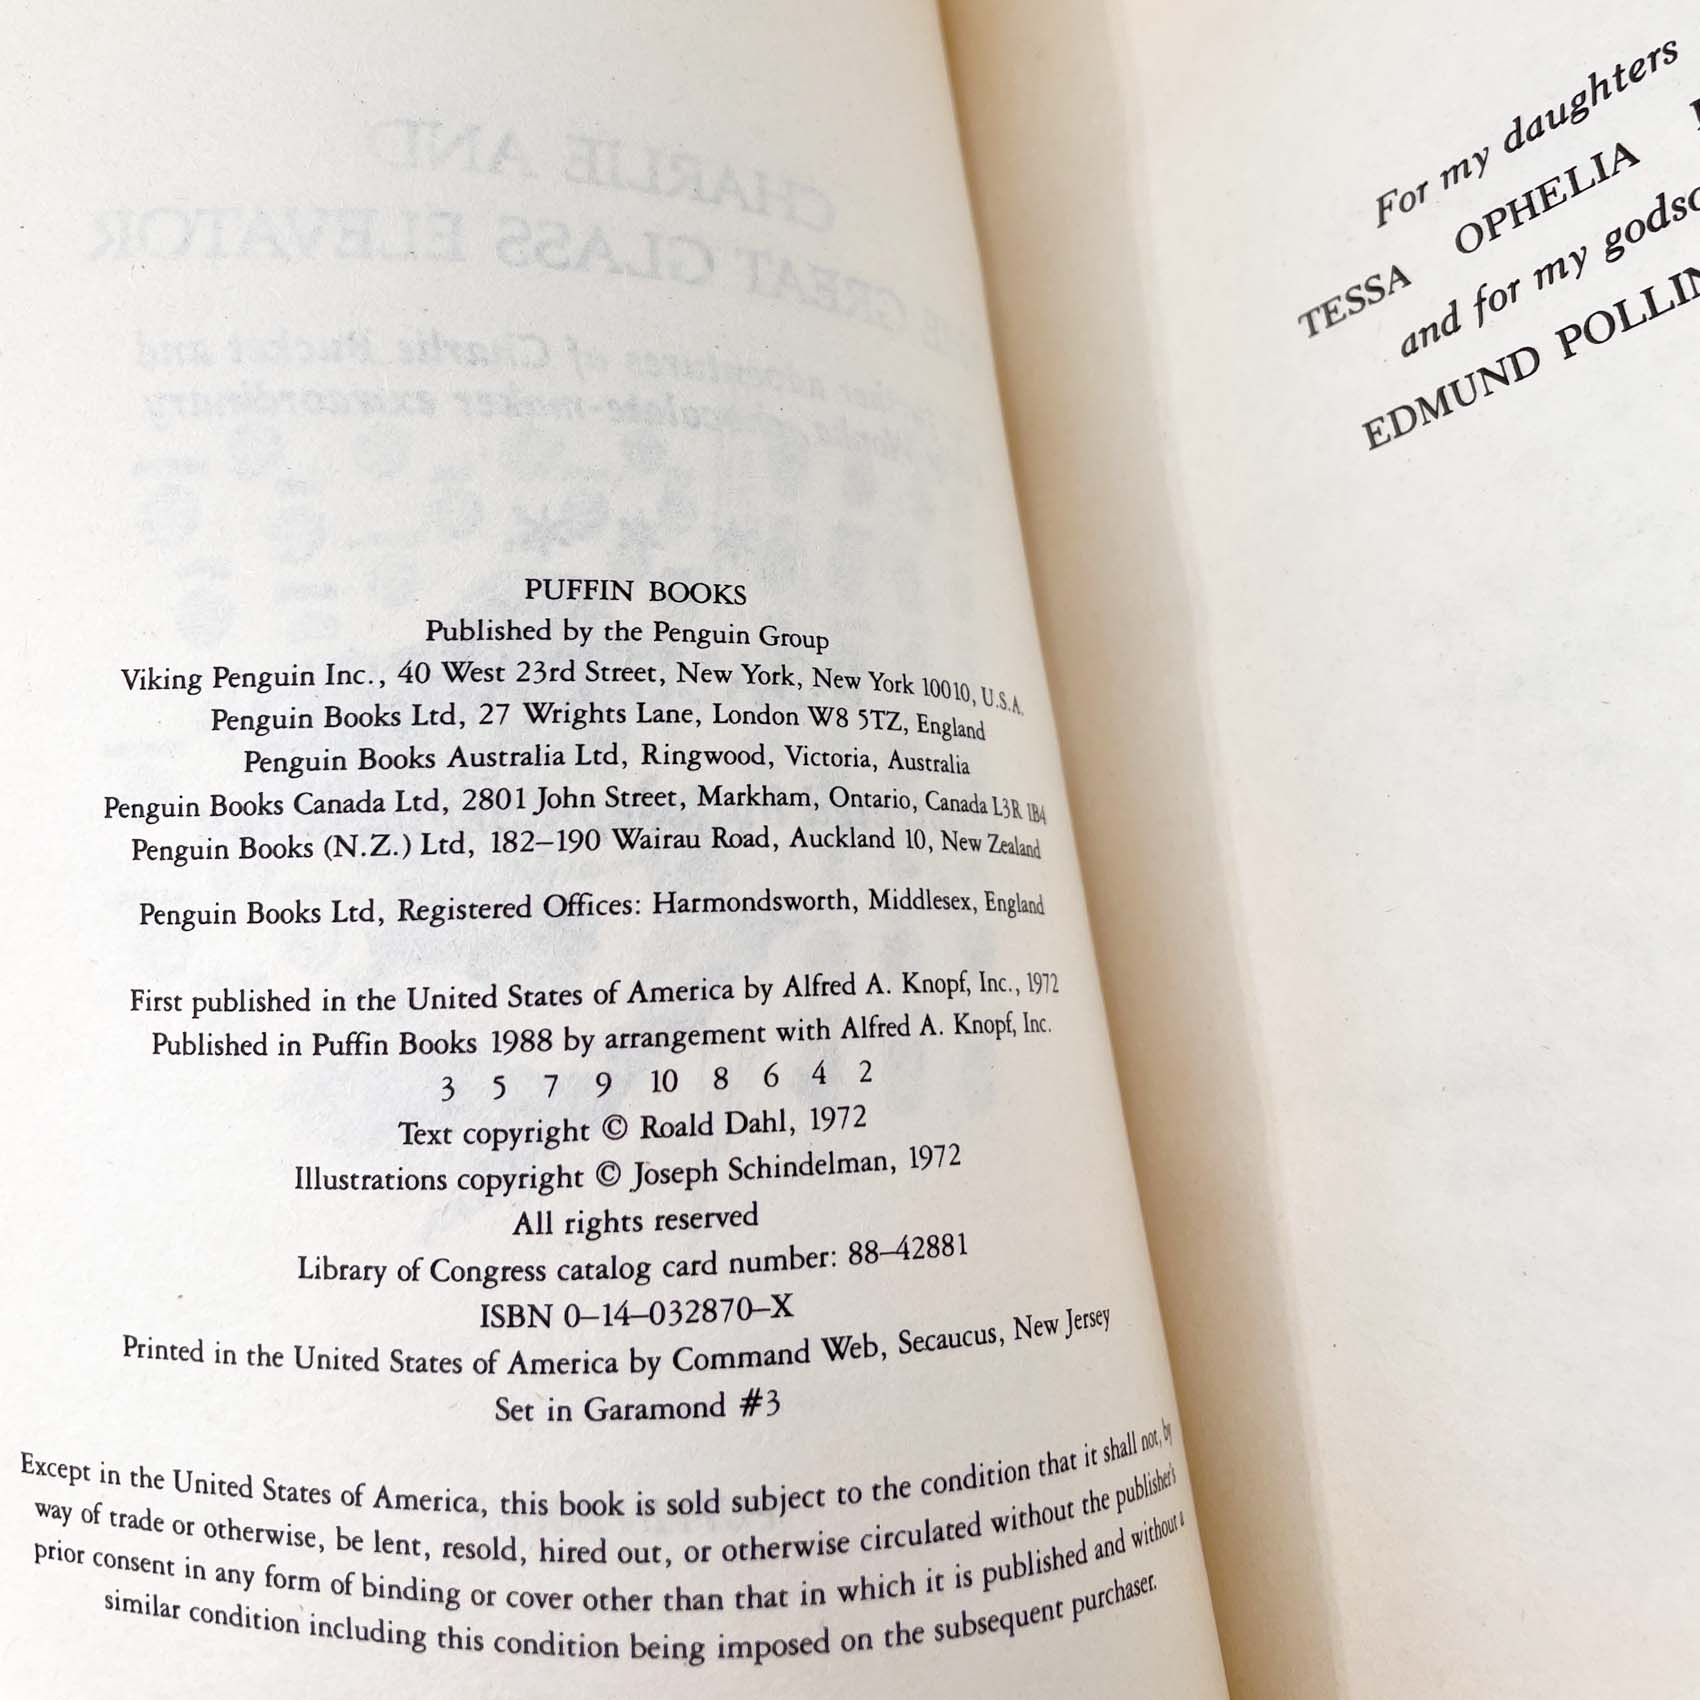 PUFFIN BOOKS
Published by the Penguin Group
Viking Penguin Inc., 40 West 23rd Street, New York, New York 10010, U.S.A.
Penguin Books Ltd, 27 Wrights Lane, London W8 5TZ, England
Penguin Books Australia Ltd, Ringwood, Victoria, Australia
Penguin Books Canada Ltd, 2801 John Street, Markham, Ontario, Canada L3R 1B4
Penguin Books (N.Z.) Ltd, 182–190 Wairau Road, Auckland 10, New Zealand
Penguin Books Ltd, Registered Offices: Harmondsworth, Middlesex, England
First published in the United States of America by Alfred A. Knopf, Inc., 1972
Published in Puffin Books 1988 by arrangement with Alfred A. Knopf, Inc.
3 5 7 9 10 8 6 4 2
Text copyright © Roald Dahl, 1972
Illustrations copyright © Joseph Schindelman, 1972
All rights reserved
Library of Congress catalog card number: 88–42881
ISBN 0–14–032870–X
Printed in the United States of America by Command Web, Secaucus, New Jersey
Set in Garamond #3
Except in the United States of America, this book is sold subject to the condition that it shall not, by
way of trade or otherwise, be lent, resold, hired out, or otherwise circulated without the publisher's
prior consent in any form of binding or cover other than that in which it is published and without a
similar condition including this condition being imposed on the subsequent purchaser.
For my daughters
TESSA OPHELIA
and for my
EDMUND